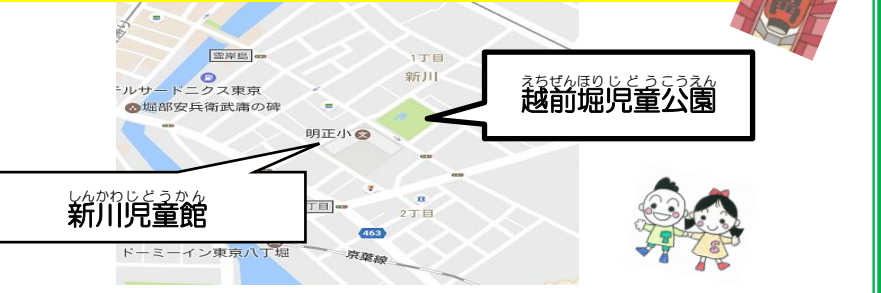 霊岸島
1丁目
新川
テルサードニクス東京
堀部安兵衛武庸の碑
えちぜんほりじどうこうえん
越前堀児童公園
明正小
しんかわじどうかん
新川児童館
丁目
2丁目
463
ドーミーイン東京八丁堀
京葉線
T
S